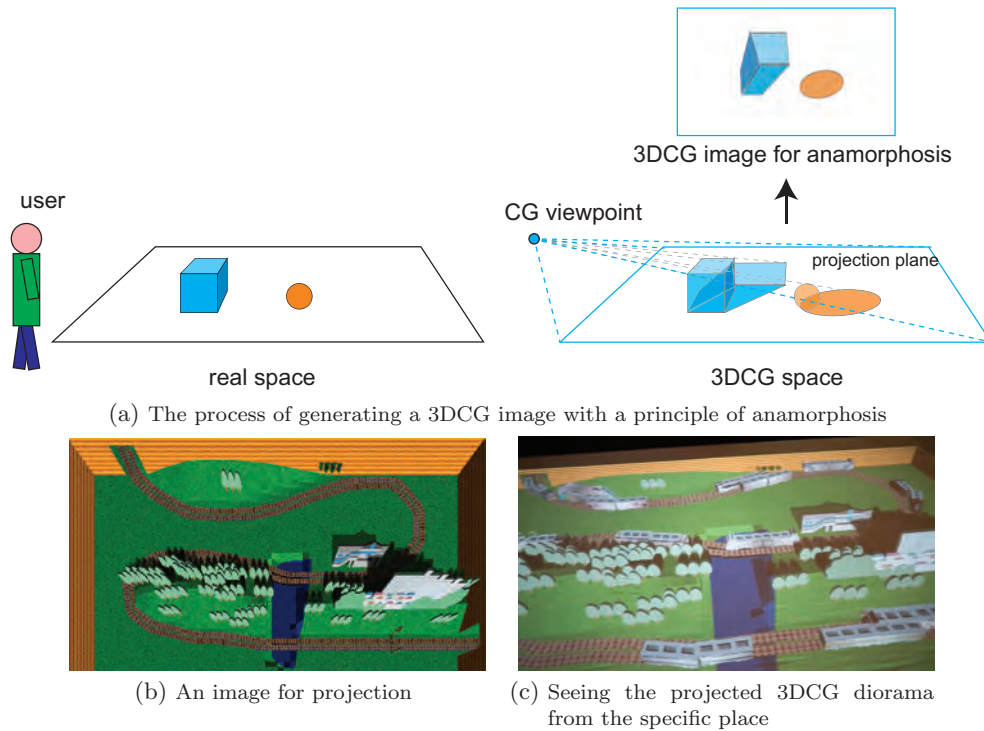 3DCG image for anamorphosis
user
CG viewpoint
projection plane
real space
3DCG space
(a) The process of generating a 3DCG image with a principle of anamorphosis
(b) An image for projection
(c) Seeing the projected 3DCG diorama
from the specific place